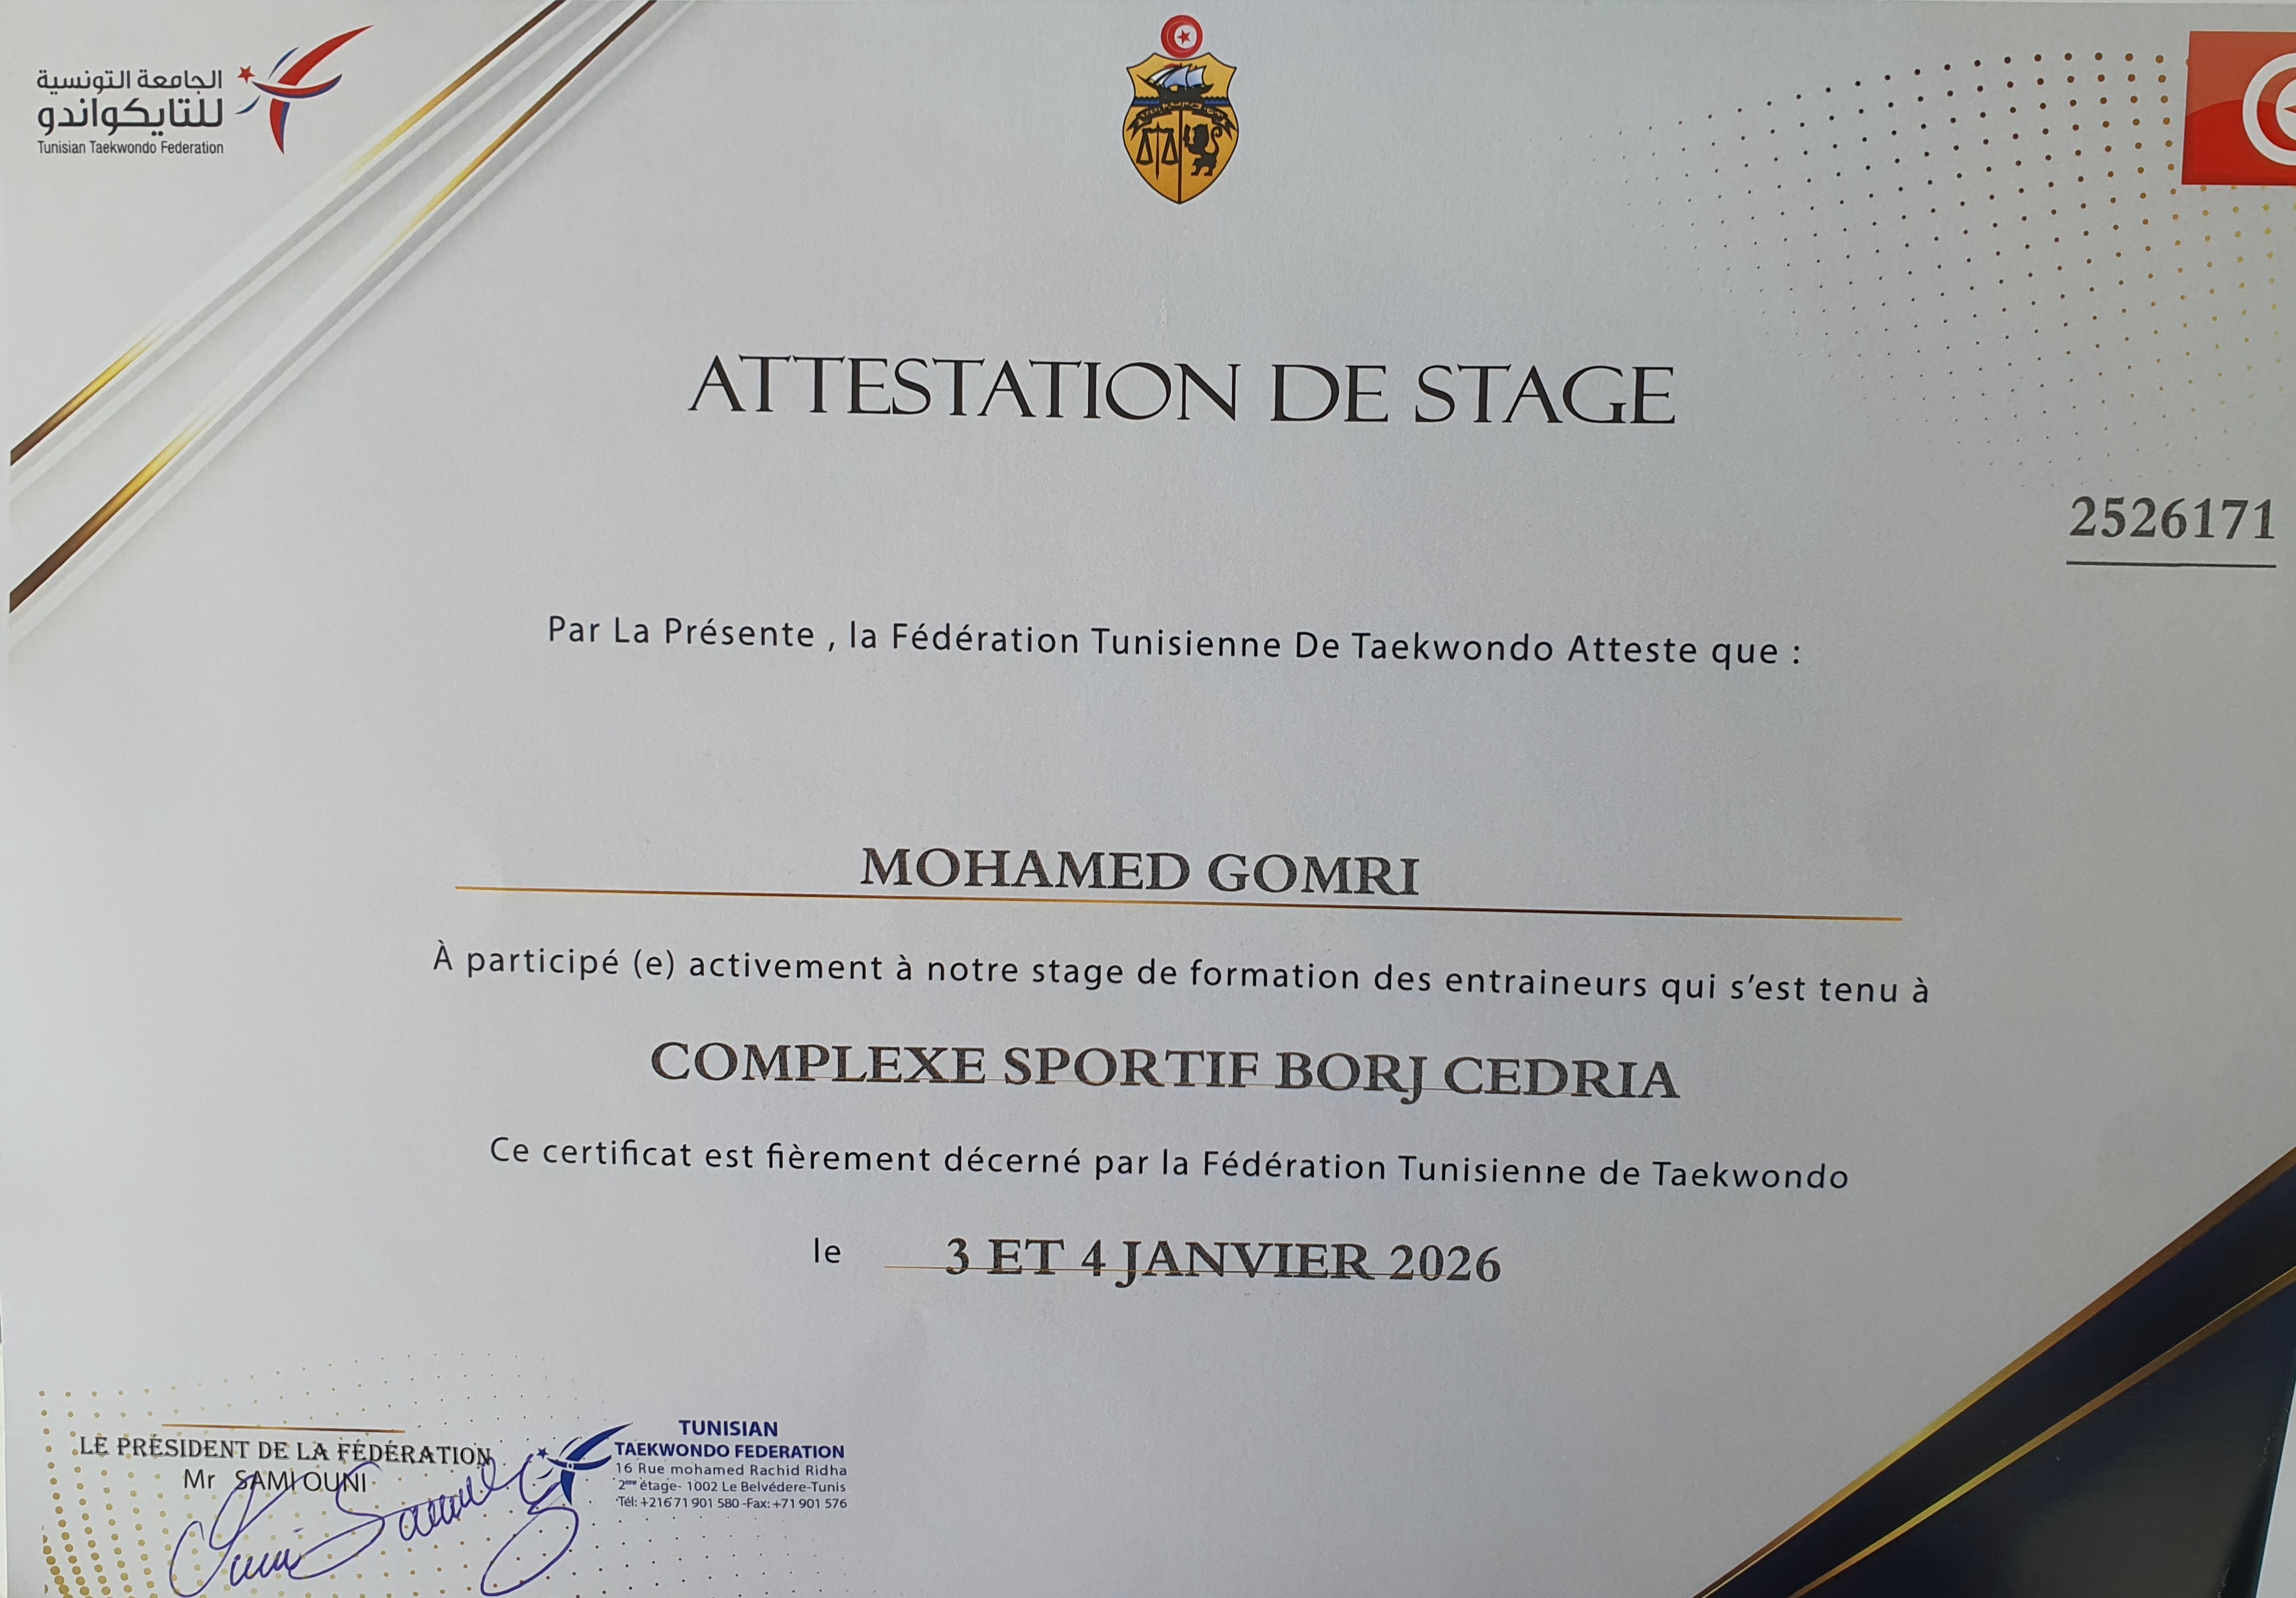 الجامعة التونسية
للتايكواندو
Tunisian Taekwondo Federation
ATTESTATION DE STAGE
2526171
Par La Présente , la Fédération Tunisienne De Taekwondo Atteste que :
MOHAMED GOMRI
À participé (e) activement à notre stage de formation des entraineurs qui s'est tenu à
COMPLEXE SPORTIF BORJ CEDRIA
Ce certificat est fièrement décerné par la Fédération Tunisienne de Taekwondo
le 3 ET 4 JANVIER 2026
LE PRÉSIDENT DE LA FÉDÉRATION
Mr SAMI OUNI
TUNISIAN
TAEKWONDO FEDERATION
16 Rue mohamed Rachid Ridha
2ème étage- 1002 Le Belvédere-Tunis
Tél: +216 71 901 580 -Fax: +71 901 576